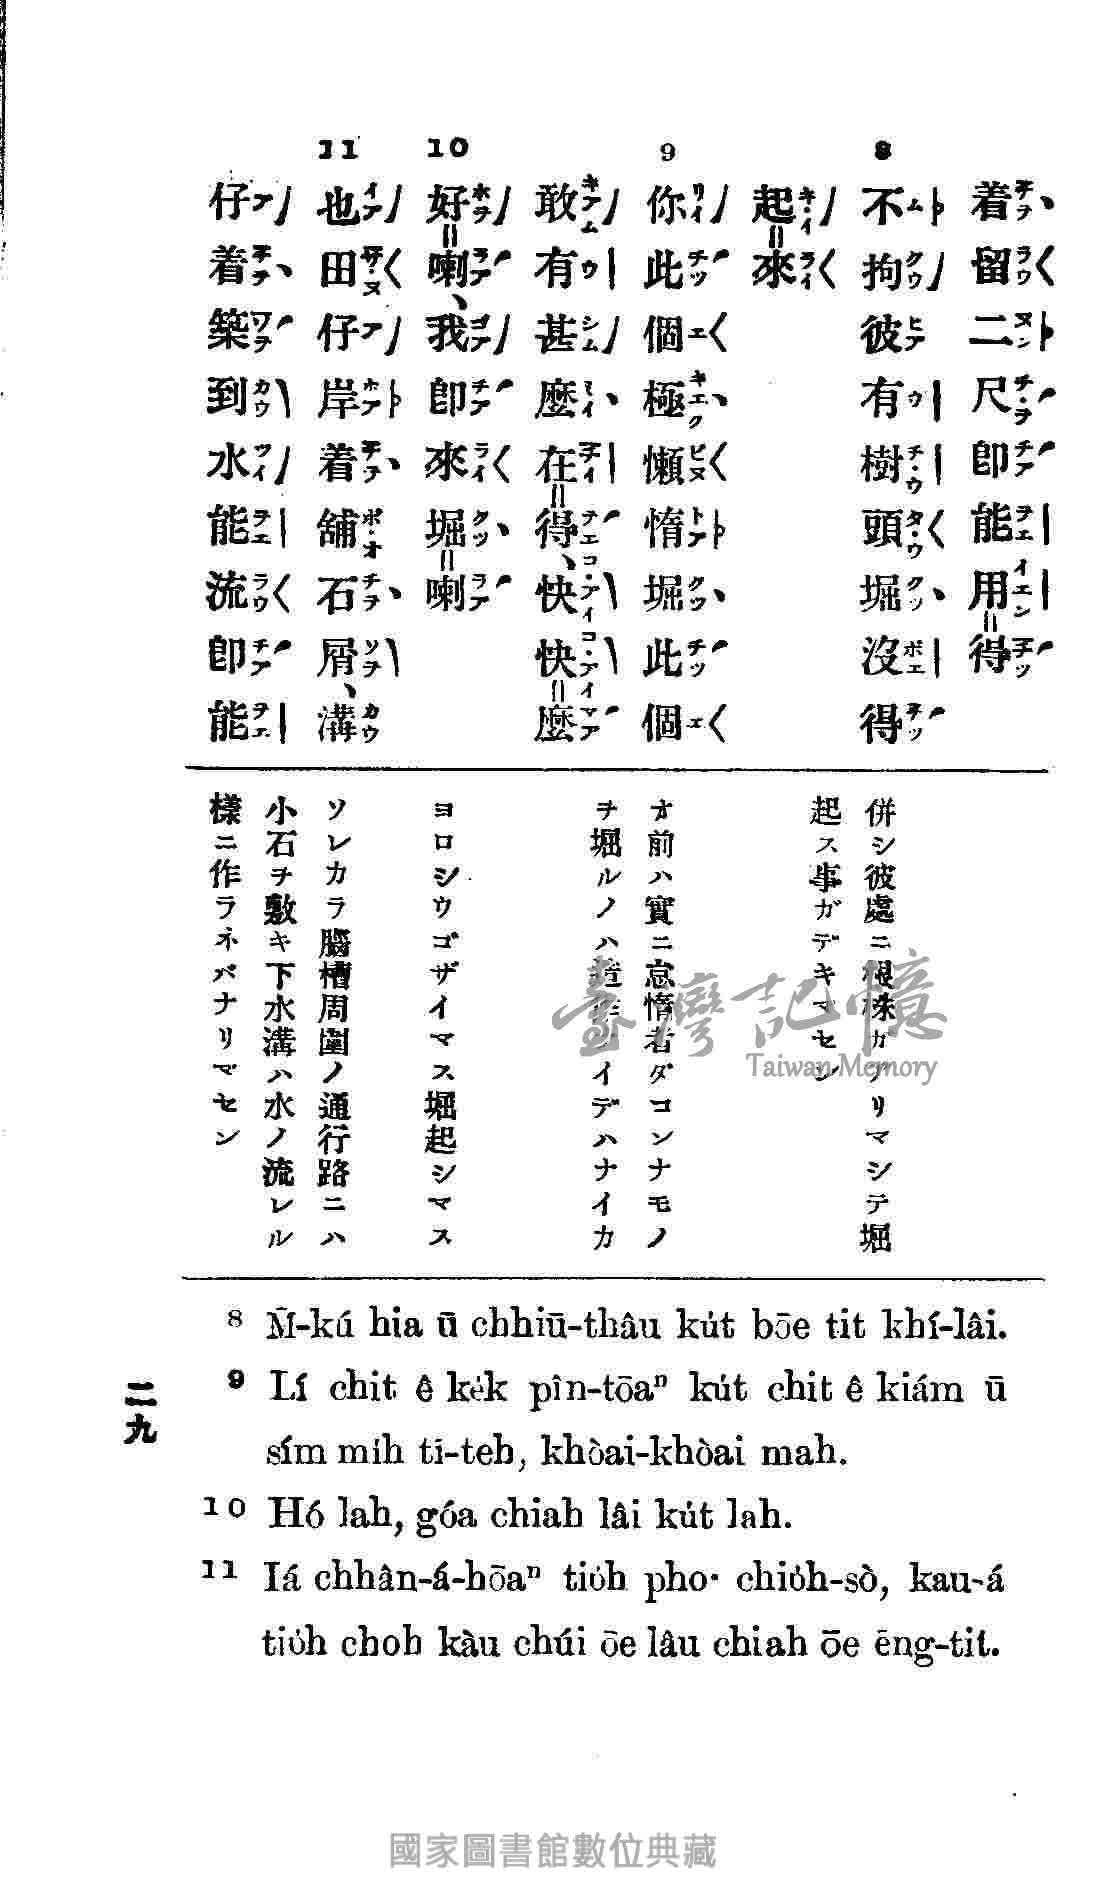 着留二尺卽能用得
8 不拘彼有樹頭堀沒得
起來
9 你此個極懶惰堀此個
敢有甚麼在得、快快麼
10 好喇、我卽來堀喇
11 也田仔岸着舖石屑、溝
仔着築到水能流卽能
併シ彼處ニ根株ガアリマシテ堀
起ス事ガデキマセン
オ前ハ實ニ怠惰者ダコンナモノ
ヲ堀ルノハ造作ナイデハナイカ
ヨロシウゴザイマス堀起シマス
ソレカラ腦槽周圍ノ通行路ニハ
小石ヲ敷キ下水溝ハ水ノ流レル
樣ニ作ラネバナリマセン
8 M̄-kú hia ū chhiū-thâu ku̍t bōe tit khí-lâi.
9 Lí chit ê ke̍k pîn-tōaⁿ ku̍t chit ê kiám ū
sím mih tī-teh, khòai-khòai mah.
10 Hó lah, góa chiah lâi ku̍t lah.
11 Iá chhân-á-hōaⁿ tio̍h pho· chio̍h-sò, kau-á
tio̍h choh kàu chúi ōe lâu chiah ōe ēng-tit.
二九
臺灣記憶
Taiwan Memory
國家圖書館數位典藏